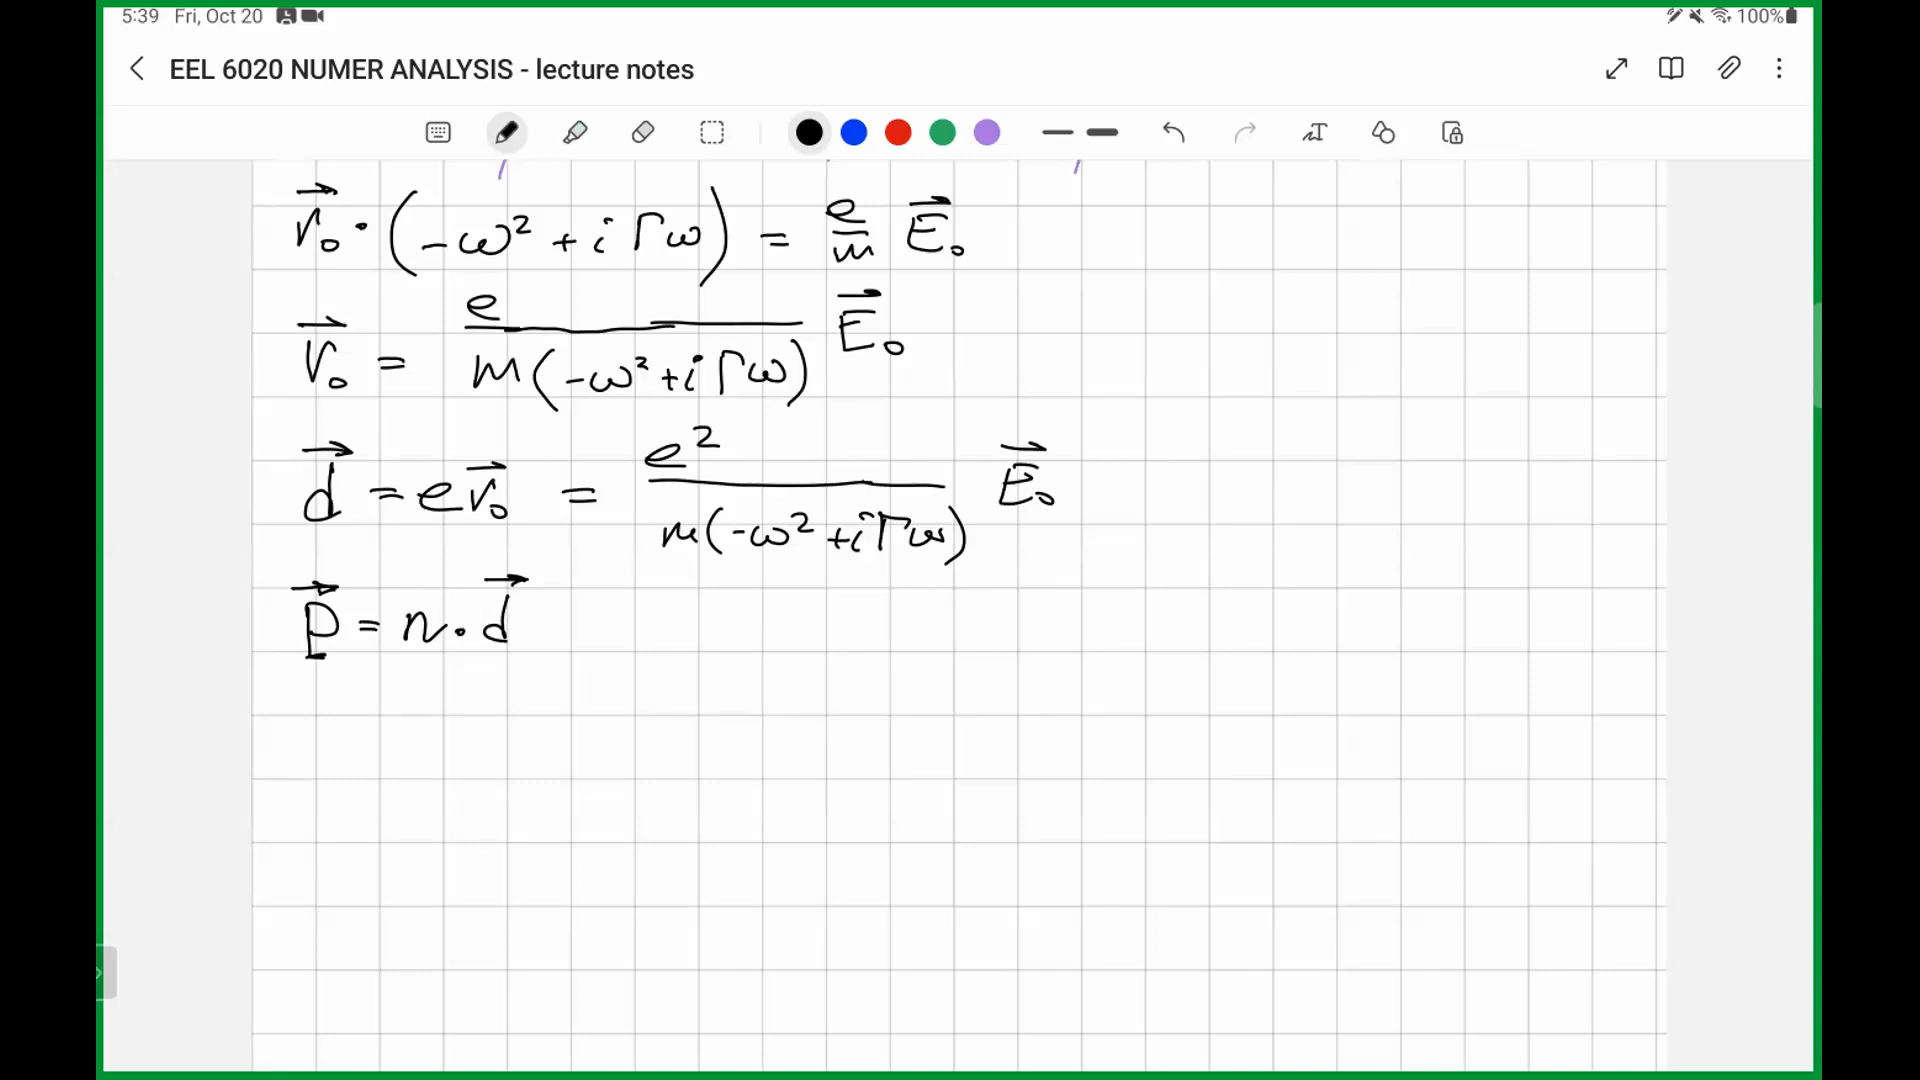 5:39 Fri, Oct 20 100%
EEL 6020 NUMER ANALYSIS - lecture notes
r⃗₀ · (-ω² + iΓω) = e/m E⃗₀
r⃗₀ = e / m(-ω² + iΓω) E⃗₀
d⃗ = e r⃗₀ = e² / m(-ω² + iΓω) E⃗₀
P⃗ = n · d⃗